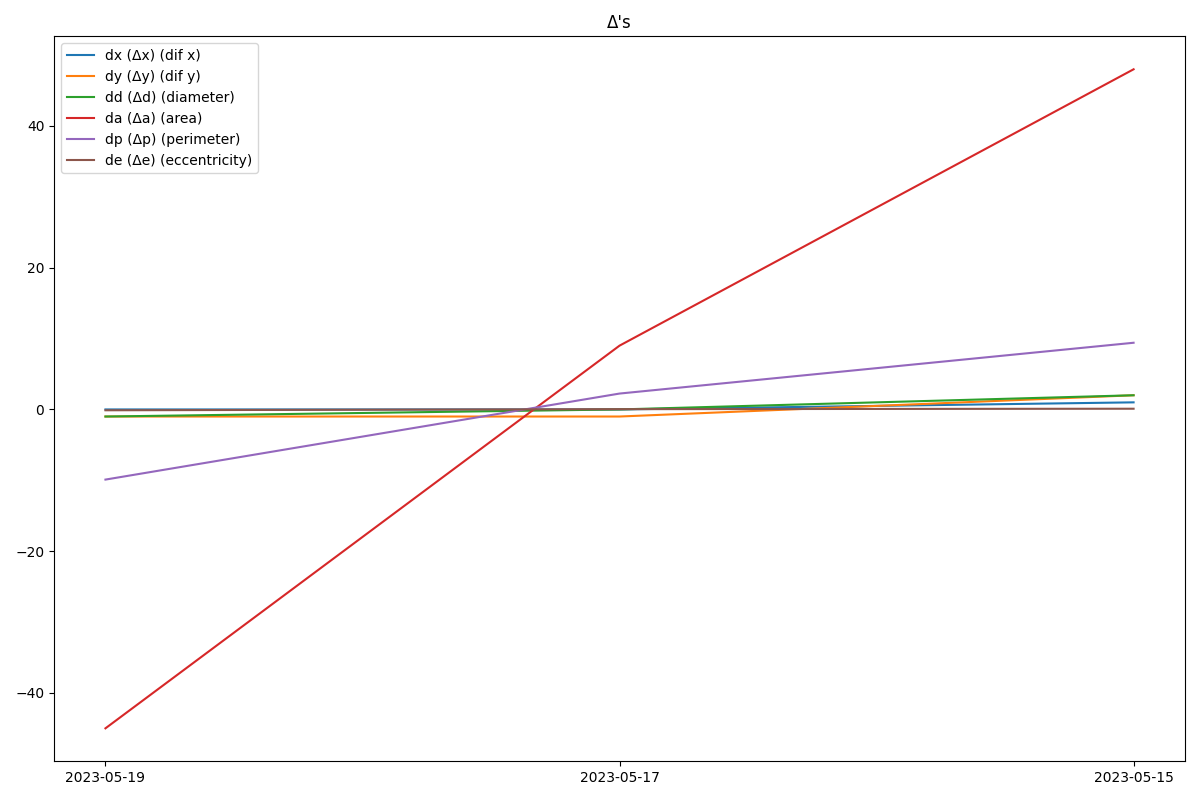 Δ's
dx (Δx) (dif x)
dy (Δy) (dif y)
dd (Δd) (diameter)
da (Δa) (area)
dp (Δp) (perimeter)
de (Δe) (eccentricity)
40
20
0
−20
−40
2023-05-19 2023-05-17 2023-05-15